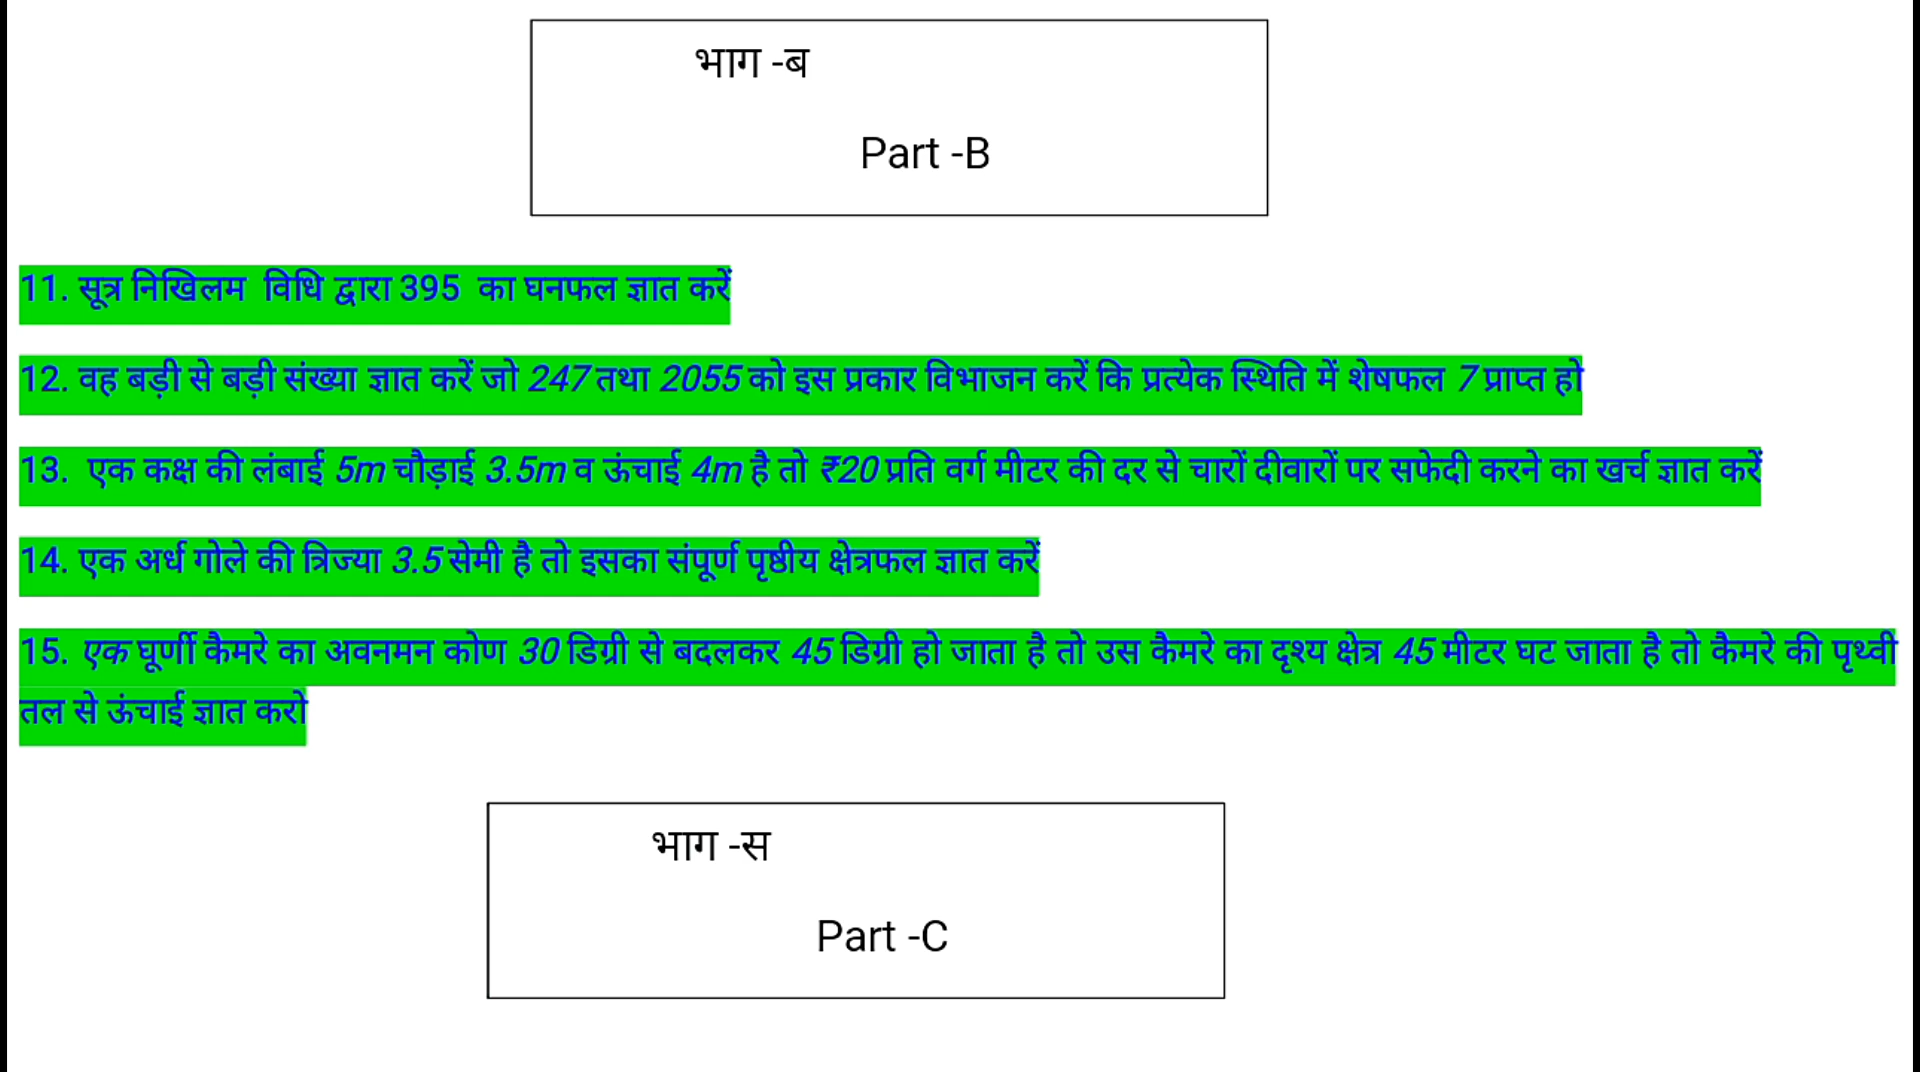 भाग -ब
Part -B
11. सूत्र निखिलम विधि द्वारा 395 का घनफल ज्ञात करें
12. वह बड़ी से बड़ी संख्या ज्ञात करें जो 247 तथा 2055 को इस प्रकार विभाजन करें कि प्रत्येक स्थिति में शेषफल 7 प्राप्त हो
13. एक कक्ष की लंबाई 5m चौड़ाई 3.5m व ऊंचाई 4m है तो ₹20 प्रति वर्ग मीटर की दर से चारों दीवारों पर सफेदी करने का खर्च ज्ञात करें
14. एक अर्ध गोले की त्रिज्या 3.5 सेमी है तो इसका संपूर्ण पृष्ठीय क्षेत्रफल ज्ञात करें
15. एक घूर्णी कैमरे का अवनमन कोण 30 डिग्री से बदलकर 45 डिग्री हो जाता है तो उस कैमरे का दृश्य क्षेत्र 45 मीटर घट जाता है तो कैमरे की पृथ्वी
तल से ऊंचाई ज्ञात करो
भाग -स
Part -C